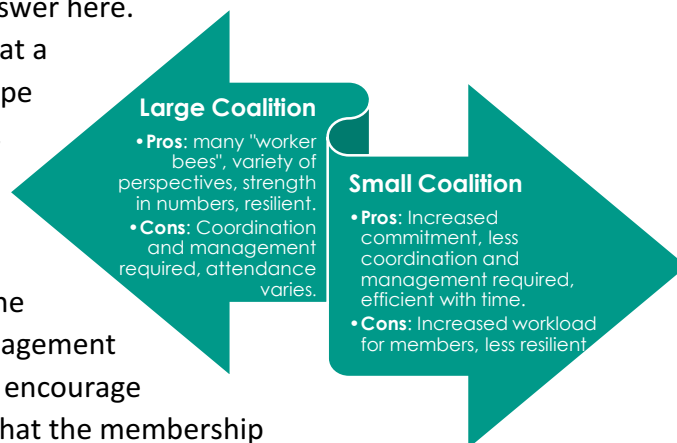 swer here.
at a
pe
ne
nagement
encourage
hat the membership
Large Coalition
•Pros: many "worker
bees", variety of
perspectives, strength
in numbers, resilient.
•Cons: Coordination
and management
required, attendance
varies.
Small Coalition
•Pros: Increased
commitment, less
coordination and
management required,
efficient with time.
•Cons: Increased workload
for members, less resilient